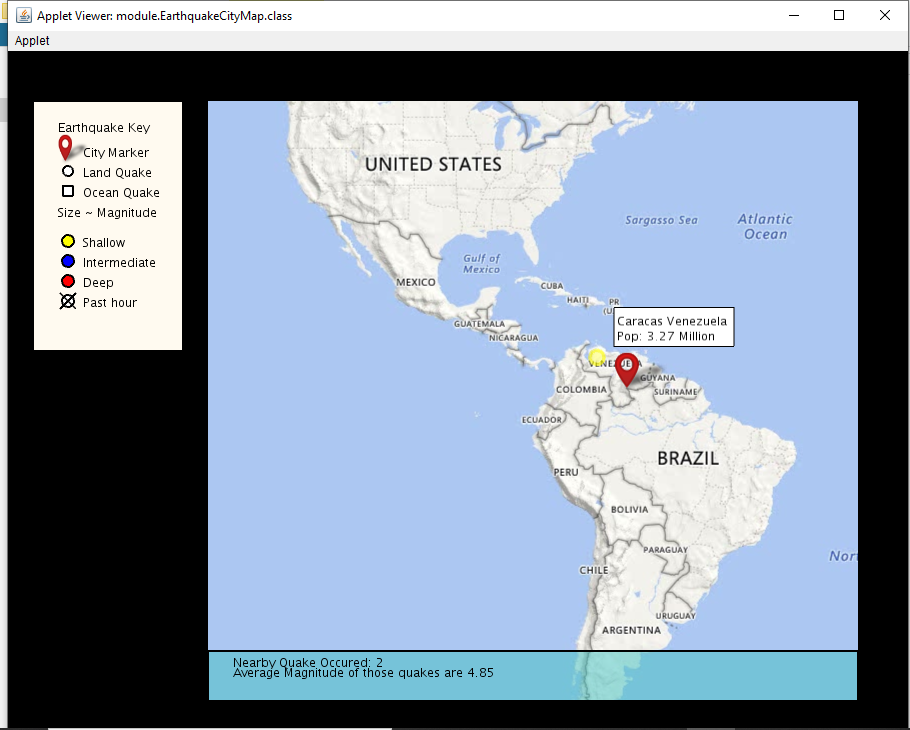 Applet Viewer: module.EarthquakeCityMap.class
Applet
Earthquake Key
City Marker
Land Quake
Ocean Quake
Size ~ Magnitude
Shallow
Intermediate
Deep
Past hour
UNITED STATES
Sargasso Sea
Atlantic
Ocean
Gulf of
Mexico
MEXICO
CUBA
HAITI
PR
(U
GUATEMALA
NICARAGUA
Caracas Venezuela
Pop: 3.27 Million
VENEZUELA
GUYANA
COLOMBIA
SURINAME
ECUADOR
BRAZIL
PERU
BOLIVIA
PARAGUAY
Nor
CHILE
URUGUAY
ARGENTINA
Nearby Quake Occured: 2
Average Magnitude of those quakes are 4.85